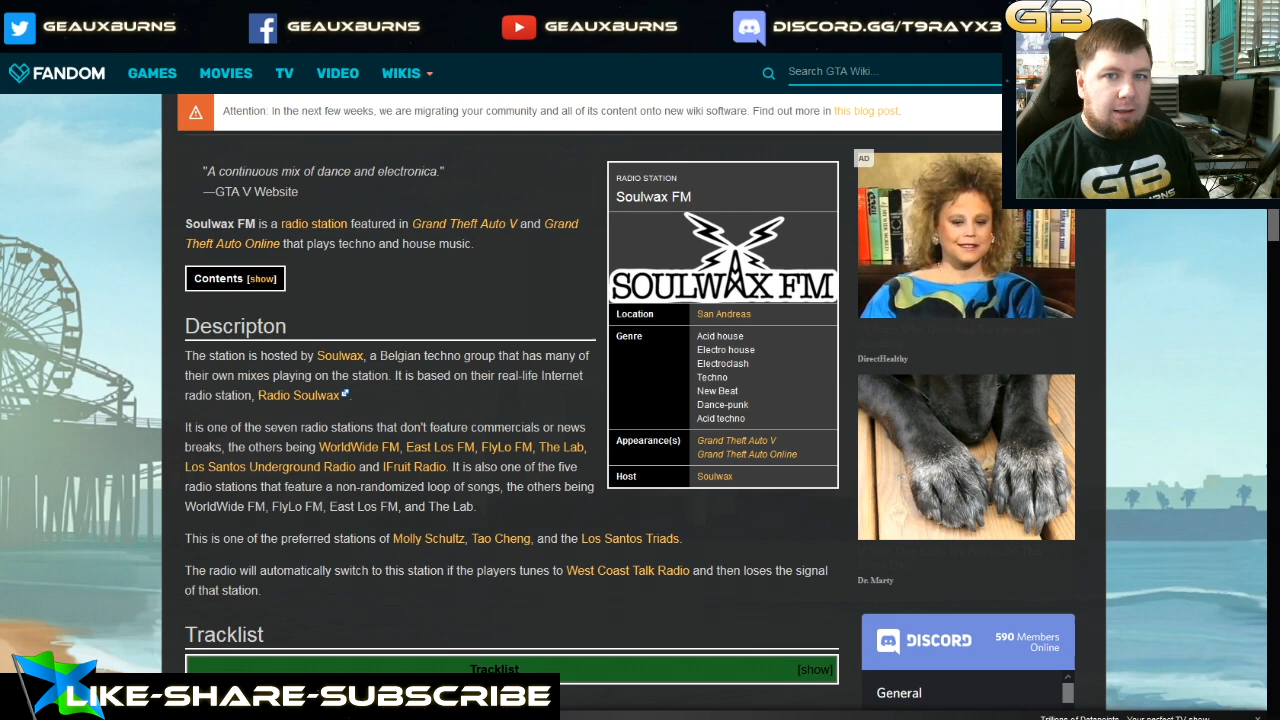 GEAUXBURNS
GEAUXBURNS
GEAUXBURNS
DISCORD.GG/T9RAYX3
GB
FANDOM
GAMES
MOVIES
TV
VIDEO
WIKIS
Search GTA Wiki...
Attention: In the next few weeks, we are migrating your community and all of its content onto new wiki software. Find out more in this blog post.
"A continuous mix of dance and electronica."
—GTA V Website
Soulwax FM is a radio station featured in Grand Theft Auto V and Grand
Theft Auto Online that plays techno and house music.
Contents [show]
Descripton
The station is hosted by Soulwax, a Belgian techno group that has many of
their own mixes playing on the station. It is based on their real-life Internet
radio station, Radio Soulwax.
It is one of the seven radio stations that don't feature commercials or news
breaks, the others being WorldWide FM, East Los FM, FlyLo FM, The Lab,
Los Santos Underground Radio and IFruit Radio. It is also one of the five
radio stations that feature a non-randomized loop of songs, the others being
WorldWide FM, FlyLo FM, East Los FM, and The Lab.
This is one of the preferred stations of Molly Schultz, Tao Cheng, and the Los Santos Triads.
The radio will automatically switch to this station if the players tunes to West Coast Talk Radio and then loses the signal
of that station.
Tracklist
Tracklist [show]
RADIO STATION
Soulwax FM
SOULWAX FM
Location San Andreas
Genre Acid house
Electro house
Electroclash
Techno
New Beat
Dance-punk
Acid techno
Appearance(s) Grand Theft Auto V
Grand Theft Auto Online
Host Soulwax
AD
DirectHealthy
Dr. Marty
DISCORD
590 Members
Online
General
GB
BURNS
LIKE-SHARE-SUBSCRIBE
Trillions of Datapoints - Your perfect TV show